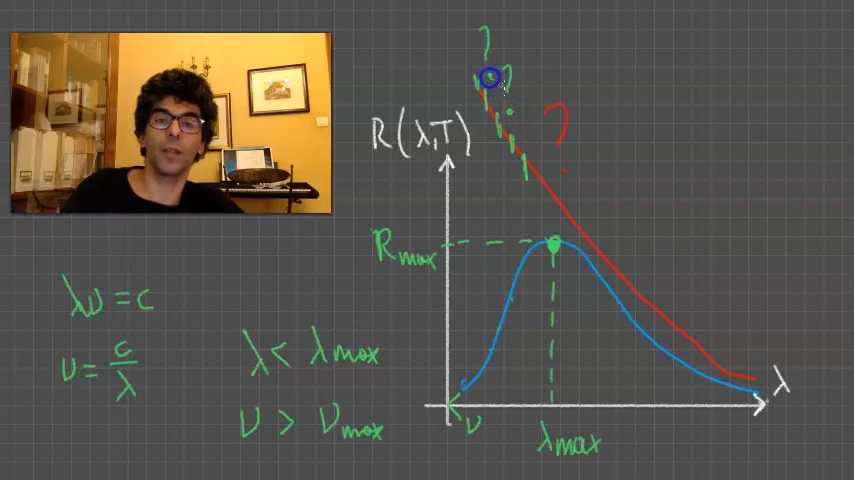 ? ?
R(λ,T) ?
Rmax
λν = c
ν = c/λ
λ < λmax
ν > νmax
λ
ν
λmax